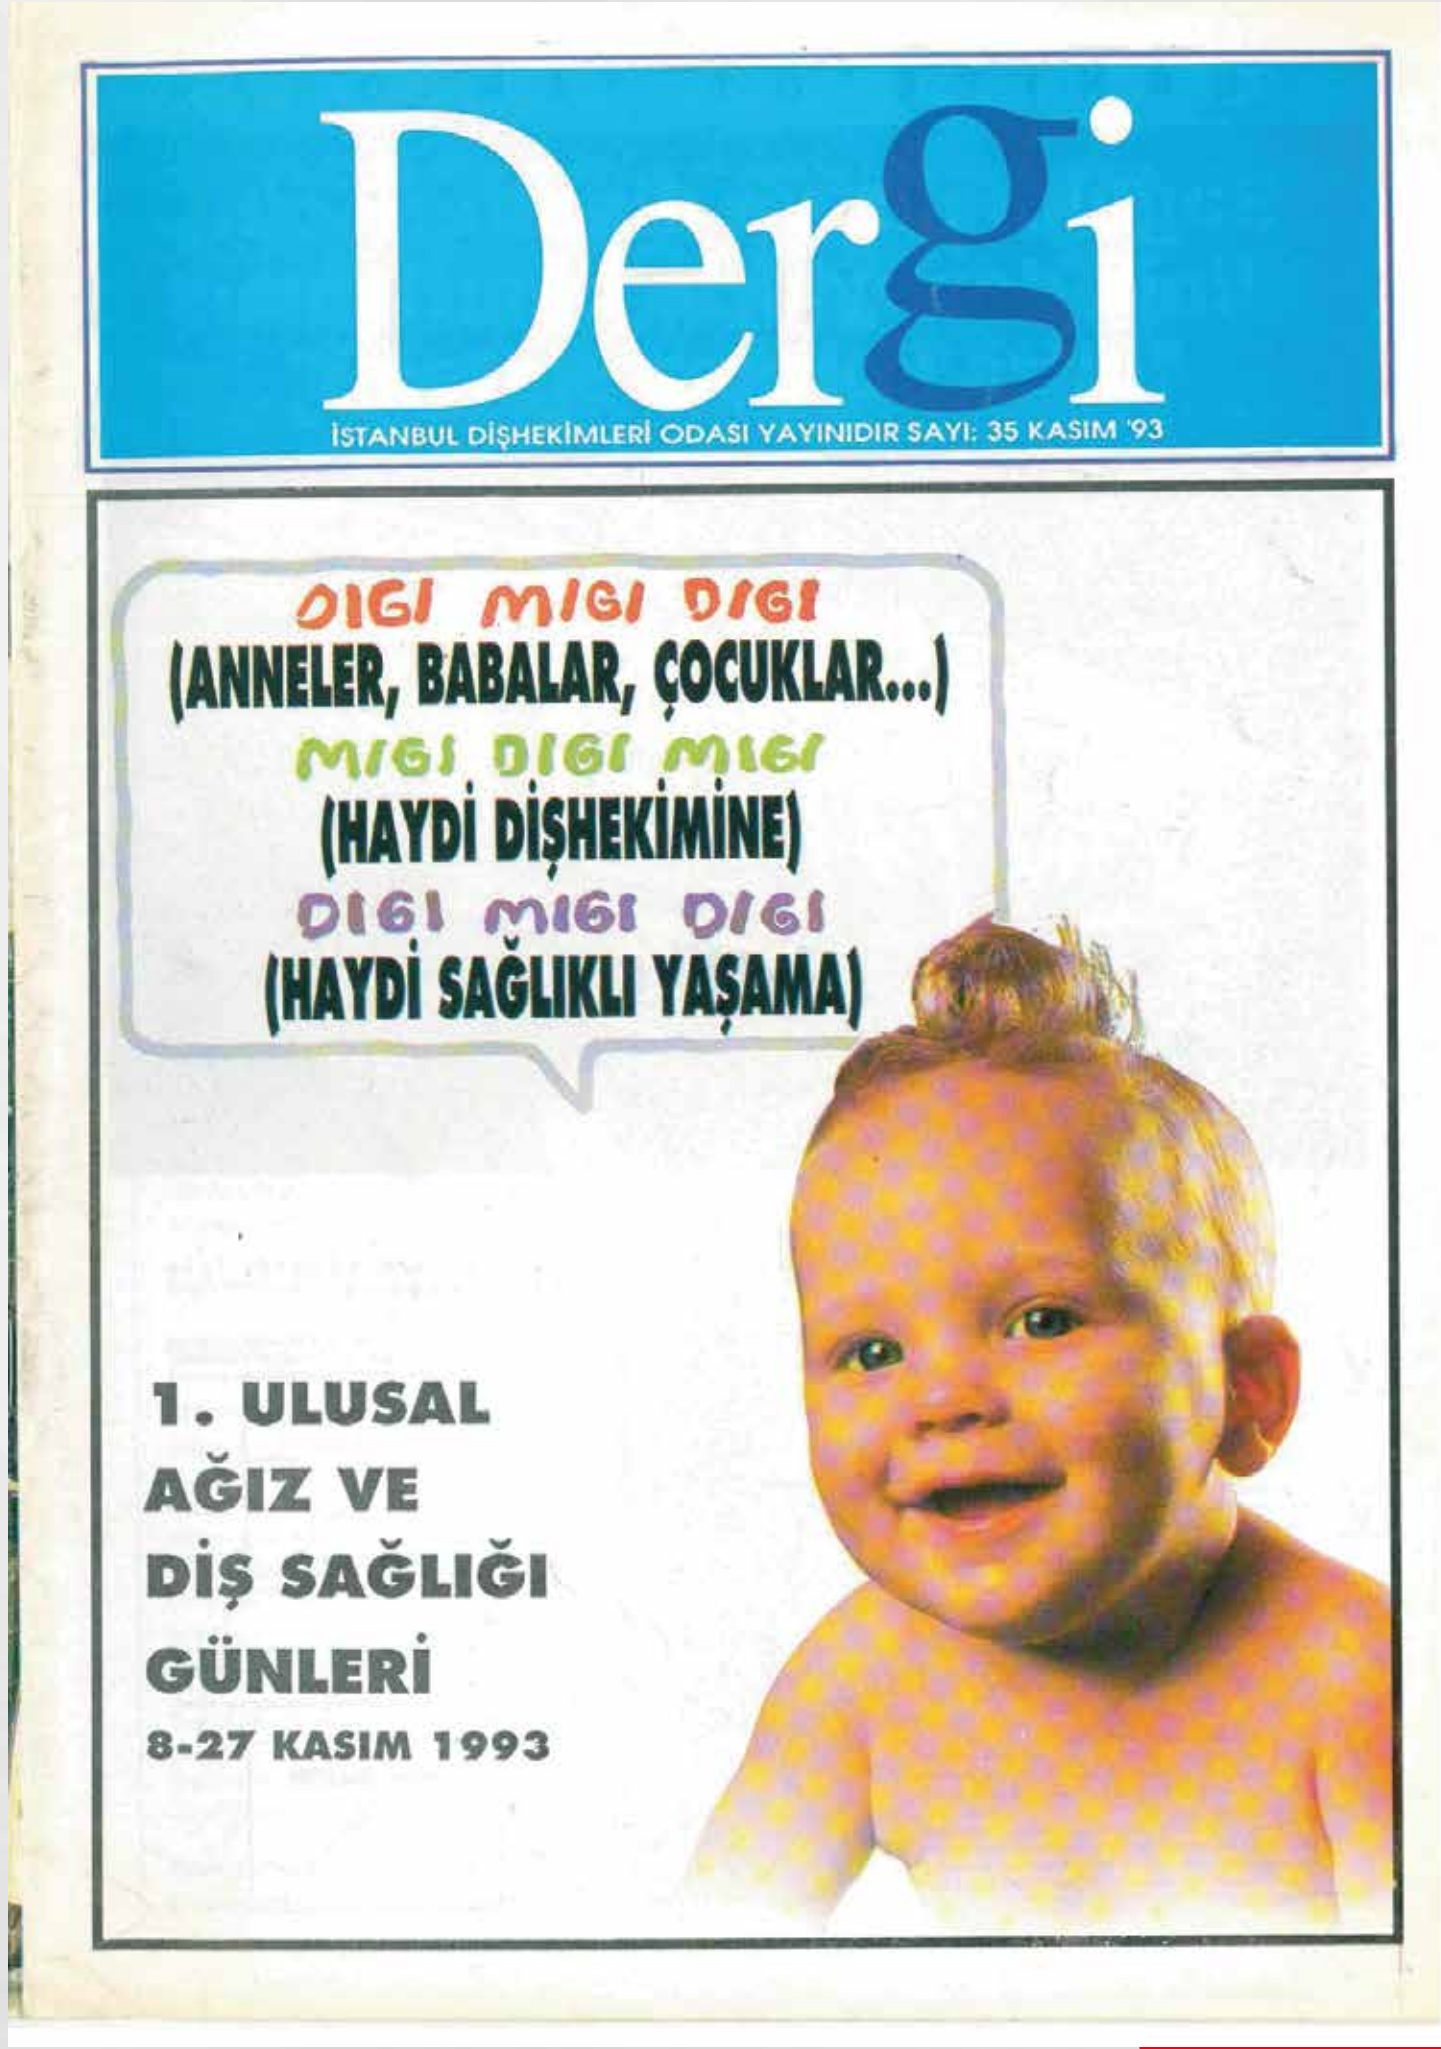 Dergi
İSTANBUL DİŞHEKİMLERİ ODASI YAYINIDIR SAYI: 35 KASIM '93
DIGI MIGI DIGI
(ANNELER, BABALAR, ÇOCUKLAR...)
MIGI DIGI MIGI
(HAYDİ DİŞHEKİMİNE)
DIGI MIGI DIGI
(HAYDİ SAĞLIKLI YAŞAMA)
1. ULUSAL
AĞIZ VE
DİŞ SAĞLIĞI
GÜNLERİ
8-27 KASIM 1993